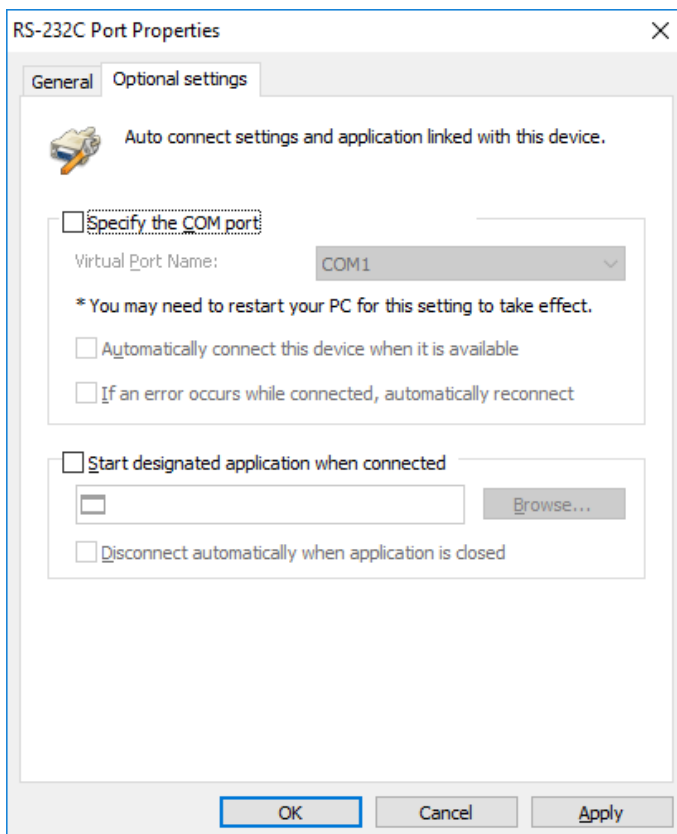 RS-232C Port Properties
General
Optional settings
Auto connect settings and application linked with this device.
Specify the COM port
Virtual Port Name:
COM1
* You may need to restart your PC for this setting to take effect.
Automatically connect this device when it is available
If an error occurs while connected, automatically reconnect
Start designated application when connected
Browse...
Disconnect automatically when application is closed
OK
Cancel
Apply